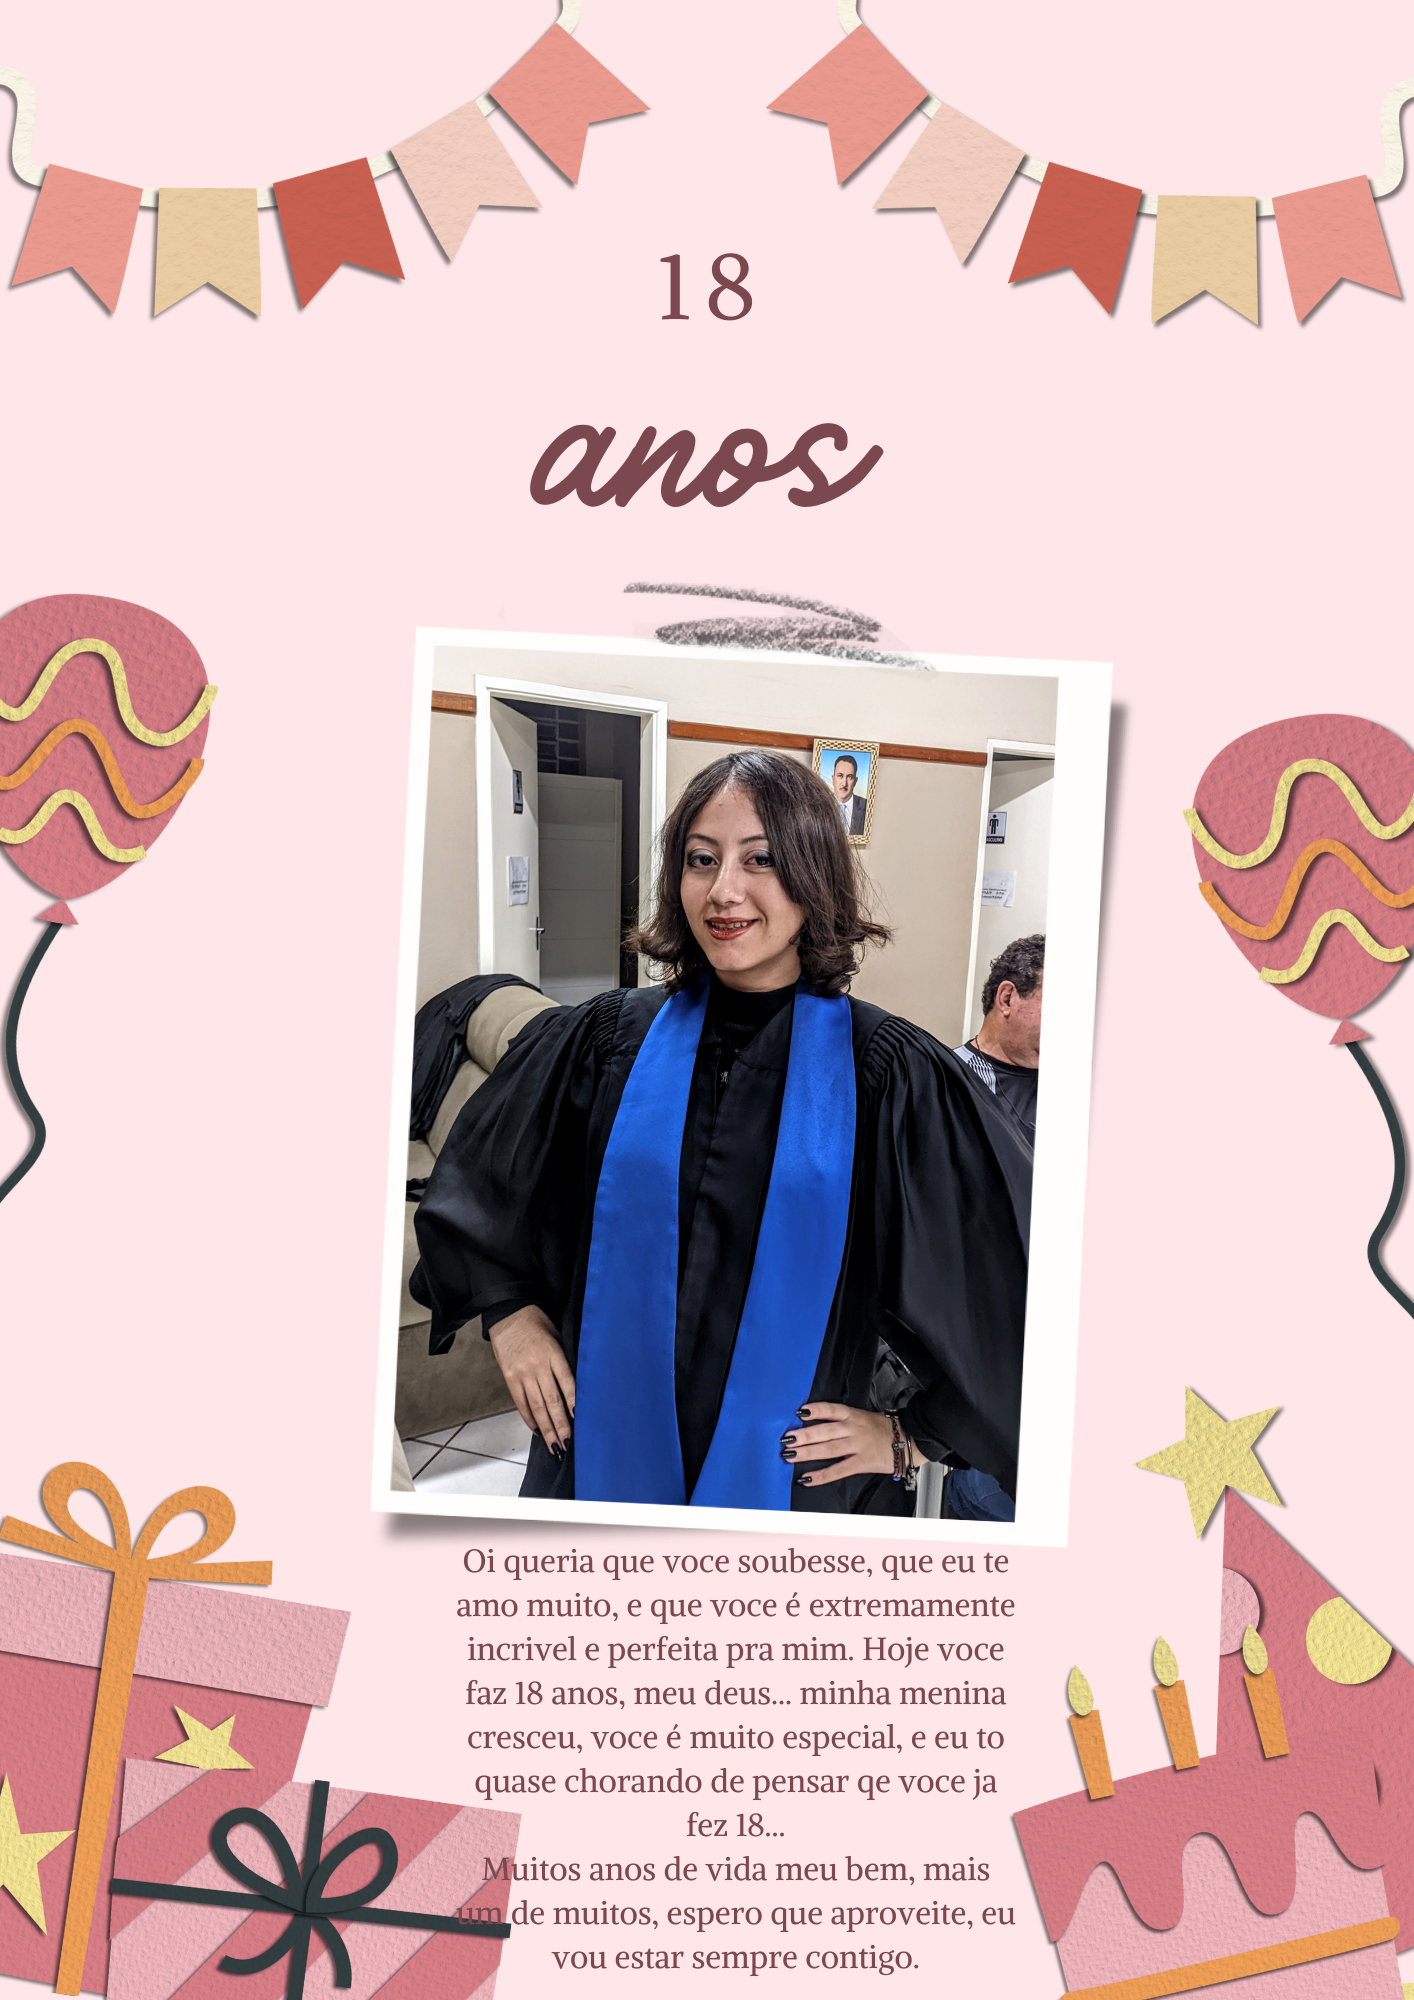 18
anos
Oi queria que voce soubesse, que eu te
amo muito, e que voce é extremamente
incrivel e perfeita pra mim. Hoje voce
faz 18 anos, meu deus... minha menina
cresceu, voce é muito especial, e eu to
quase chorando de pensar qe voce ja
fez 18...
Muitos anos de vida meu bem, mais
um de muitos, espero que aproveite, eu
vou estar sempre contigo.